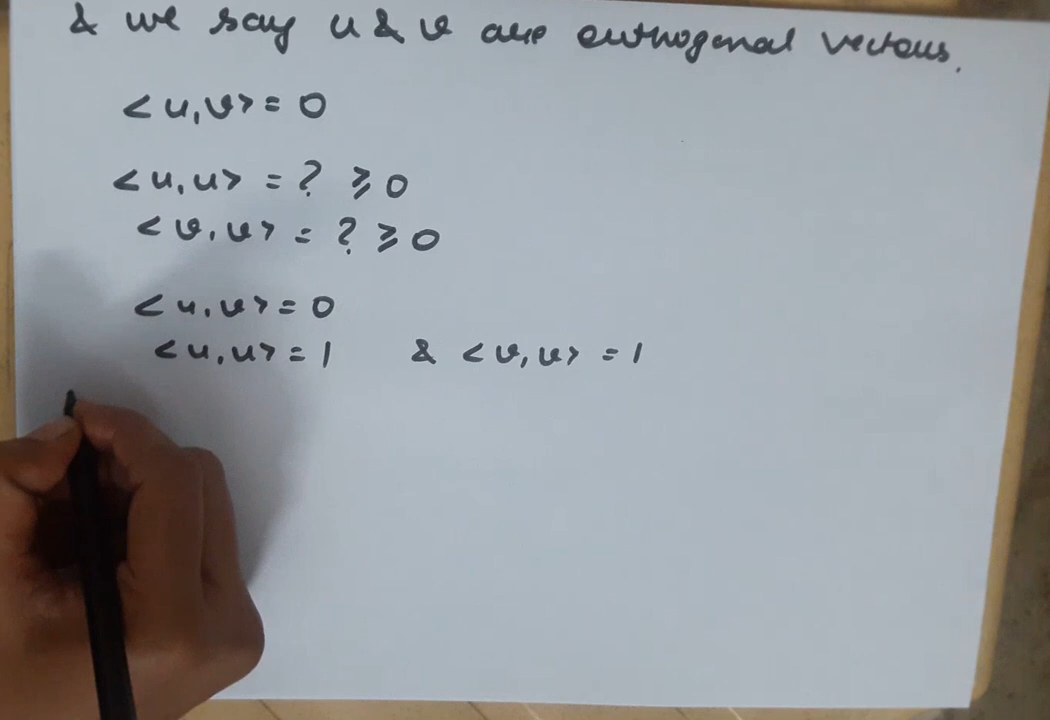 & we say u & v are orthogonal vectors.
<u,v> = 0
<u,u> = ? ⩾ 0
<v,v> = ? ⩾ 0
<u,v> = 0
<u,u> = 1 & <v,v> = 1